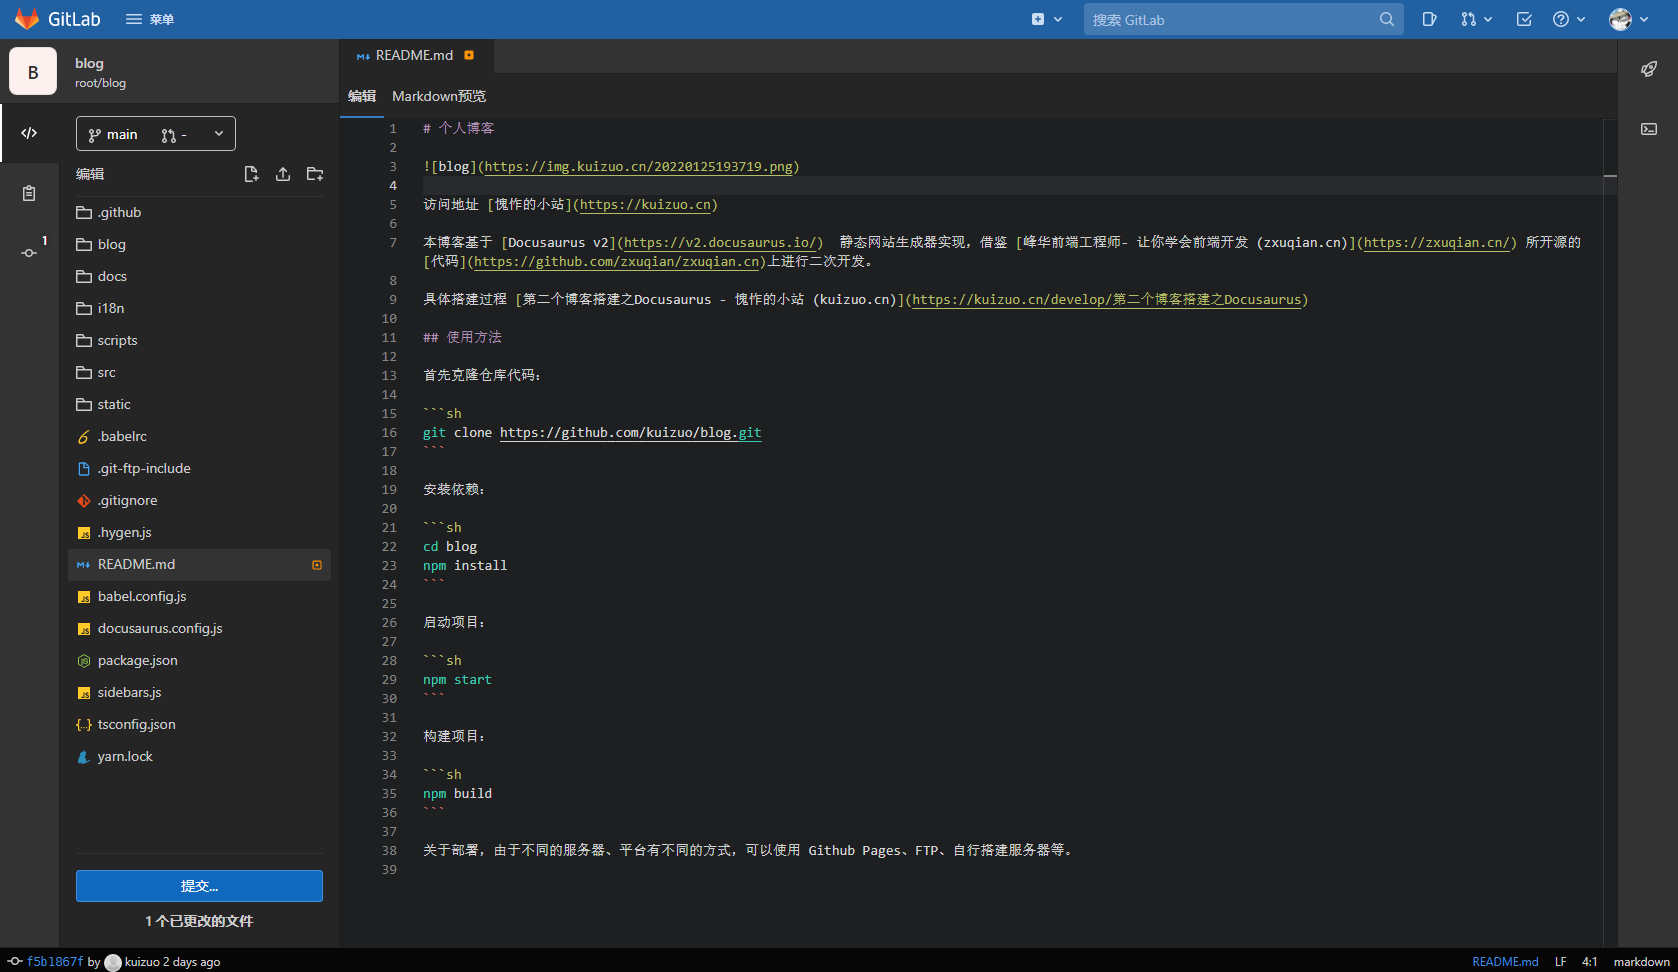 GitLab
菜单
搜索 GitLab
B
blog
root/blog
README.md
编辑
Markdown预览
main
-
编辑
1
.github
blog
docs
i18n
scripts
src
static
.babelrc
.git-ftp-include
.gitignore
.hygen.js
README.md
babel.config.js
docusaurus.config.js
package.json
sidebars.js
tsconfig.json
yarn.lock
提交...
1 个已更改的文件
1 # 个人博客
2
3 ![blog](https://img.kuizuo.cn/20220125193719.png)
4
5 访问地址 [愧怍的小站](https://kuizuo.cn)
6
7 本博客基于 [Docusaurus v2](https://v2.docusaurus.io/)  静态网站生成器实现，借鉴 [峰华前端工程师- 让你学会前端开发 (zxuqian.cn)](https://zxuqian.cn/) 所开源的
[代码](https://github.com/zxuqian/zxuqian.cn)上进行二次开发。
8
9 具体搭建过程 [第二个博客搭建之Docusaurus - 愧怍的小站 (kuizuo.cn)](https://kuizuo.cn/develop/第二个博客搭建之Docusaurus)
10
11 ## 使用方法
12
13 首先克隆仓库代码：
14
15 ```sh
16 git clone https://github.com/kuizuo/blog.git
17 ```
18
19 安装依赖：
20
21 ```sh
22 cd blog
23 npm install
24 ```
25
26 启动项目：
27
28 ```sh
29 npm start
30 ```
31
32 构建项目：
33
34 ```sh
35 npm build
36 ```
37
38 关于部署，由于不同的服务器、平台有不同的方式，可以使用 Github Pages、FTP、自行搭建服务器等。
39
f5b1867f by kuizuo 2 days ago
README.md LF 4:1 markdown